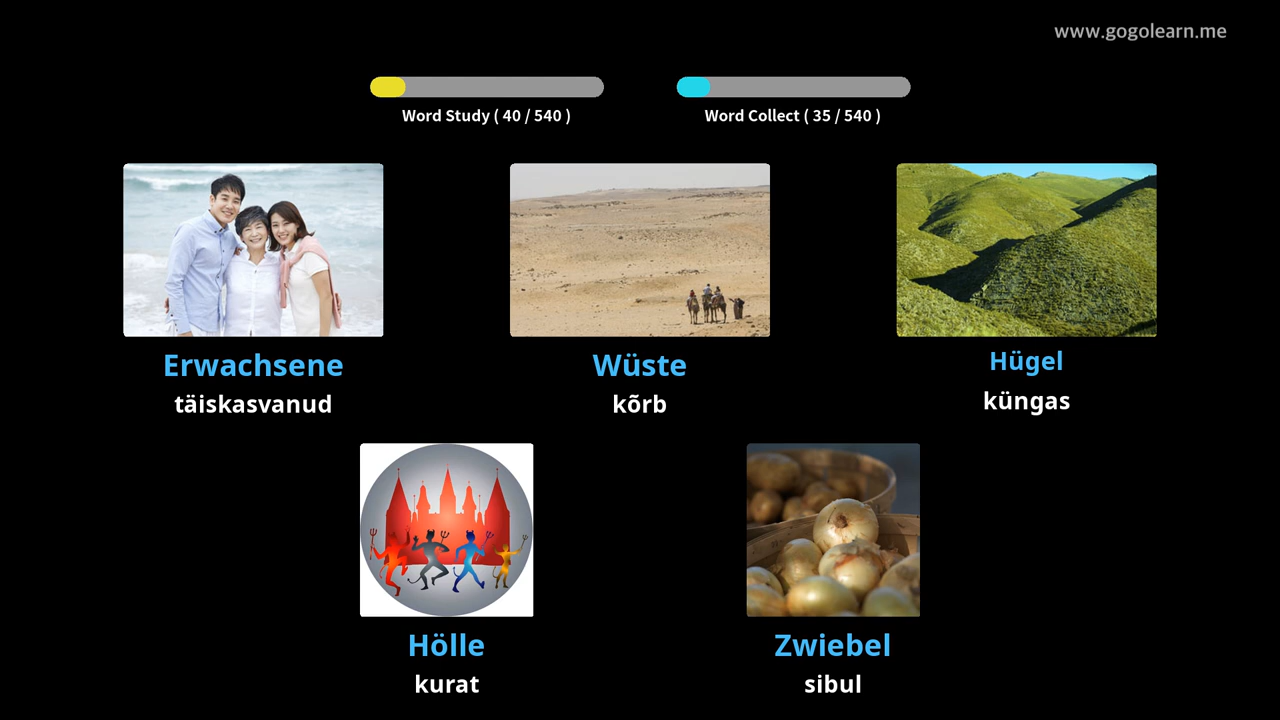 www.gogolearn.me
Word Study ( 40 / 540 )
Word Collect ( 35 / 540 )
Erwachsene
täiskasvanud
Wüste
kõrb
Hügel
küngas
Hölle
kurat
Zwiebel
sibul